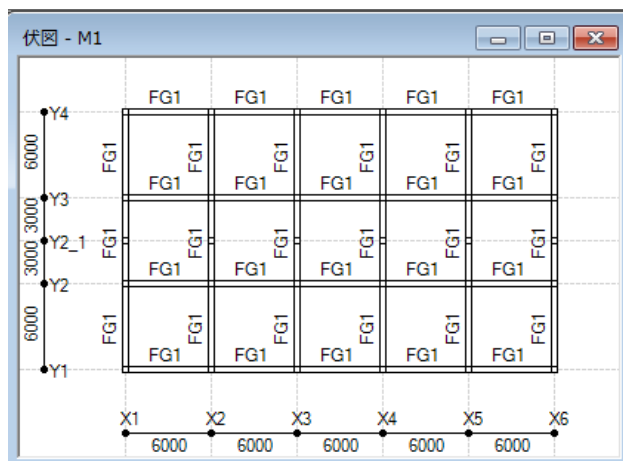 伏図 - M1
FG1 FG1 FG1 FG1 FG1
Y4
6000
FG1 FG1 FG1 FG1 FG1 FG1
FG1 FG1 FG1 FG1 FG1
Y3
3000
Y2_1
FG1 FG1 FG1 FG1 FG1 FG1
3000
FG1 FG1 FG1 FG1 FG1
Y2
6000
FG1 FG1 FG1 FG1 FG1 FG1
FG1 FG1 FG1 FG1 FG1
Y1
X1 X2 X3 X4 X5 X6
6000 6000 6000 6000 6000